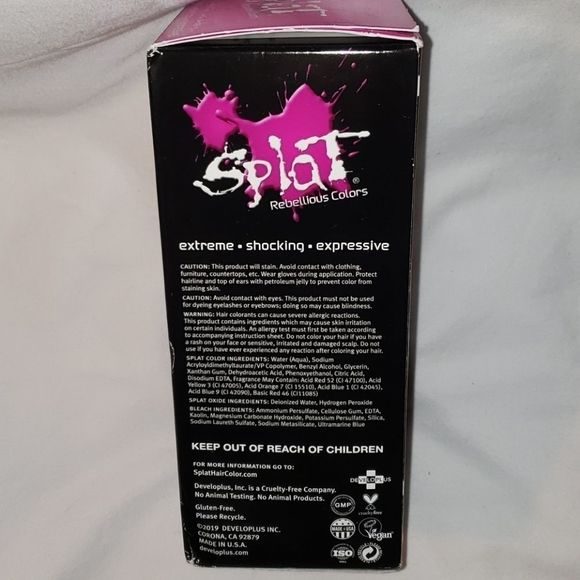 Splat®
Rebellious Colors
extreme • shocking • expressive
CAUTION: This product will stain. Avoid contact with clothing,
furniture, countertops, etc. Wear gloves during application. Protect
hairline and top of ears with petroleum jelly to prevent color from
staining skin.
CAUTION: Avoid contact with eyes. This product must not be used
for dyeing eyelashes or eyebrows; doing so may cause blindness.
WARNING: Hair colorants can cause severe allergic reactions.
This product contains ingredients which may cause skin irritation
on certain individuals. An allergy test must first be taken according
to accompanying instruction sheet. Do not color your hair if you have
a rash on your face or sensitive, irritated and damaged scalp. Do not
use if you have ever experienced any reaction after coloring your hair.
SPLAT COLOR INGREDIENTS: Water (Aqua), Sodium
Acryloyldimethyltaurate/VP Copolymer, Benzyl Alcohol, Glycerin,
Xanthan Gum, Dehydroacetic Acid, Phenoxyethanol, Citric Acid,
Disodium EDTA, Fragrance May Contain: Acid Red 52 (CI 47100), Acid
Yellow 3 (CI 47005), Acid Orange 7 (CI 15510), Acid Blue 1 (CI 42045),
Acid Blue 9 (CI 42090), Basic Red 46 (CI11085)
SPLAT OXIDE INGREDIENTS: Deionized Water, Hydrogen Peroxide
BLEACH INGREDIENTS: Ammonium Persulfate, Cellulose Gum, EDTA,
Kaolin, Magnesium Carbonate Hydroxide, Potassium Persulfate, Silica,
Sodium Laureth Sulfate, Sodium Metasilicate, Ultramarine Blue
KEEP OUT OF REACH OF CHILDREN
FOR MORE INFORMATION GO TO:
SplatHairColor.com
Developlus, Inc. is a Cruelty-Free Company.
No Animal Testing. No Animal Products.
Gluten-Free.
Please Recycle.
©2019 DEVELOPLUS INC.
CORONA, CA 92879
MADE IN U.S.A.
developlus.com
DEVELOPLUS
GMP
crueltyfree
MADE • USA
Vegan
ISO